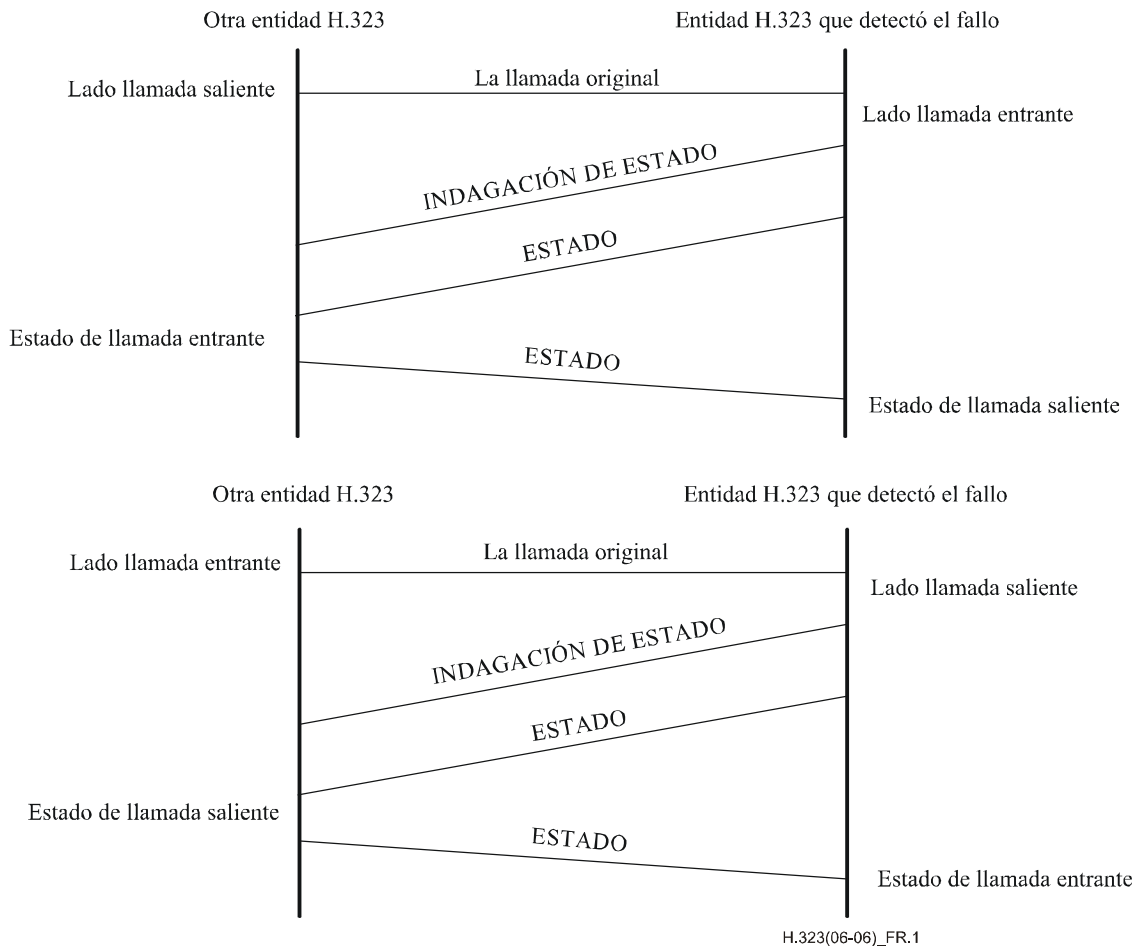 Otra entidad H.323
Entidad H.323 que detectó el fallo
Lado llamada saliente
La llamada original
Lado llamada entrante
INDAGACIÓN DE ESTADO
ESTADO
Estado de llamada entrante
ESTADO
Estado de llamada saliente
Otra entidad H.323
Entidad H.323 que detectó el fallo
Lado llamada entrante
La llamada original
Lado llamada saliente
INDAGACIÓN DE ESTADO
ESTADO
Estado de llamada saliente
ESTADO
Estado de llamada entrante
H.323(06-06)_FR.1